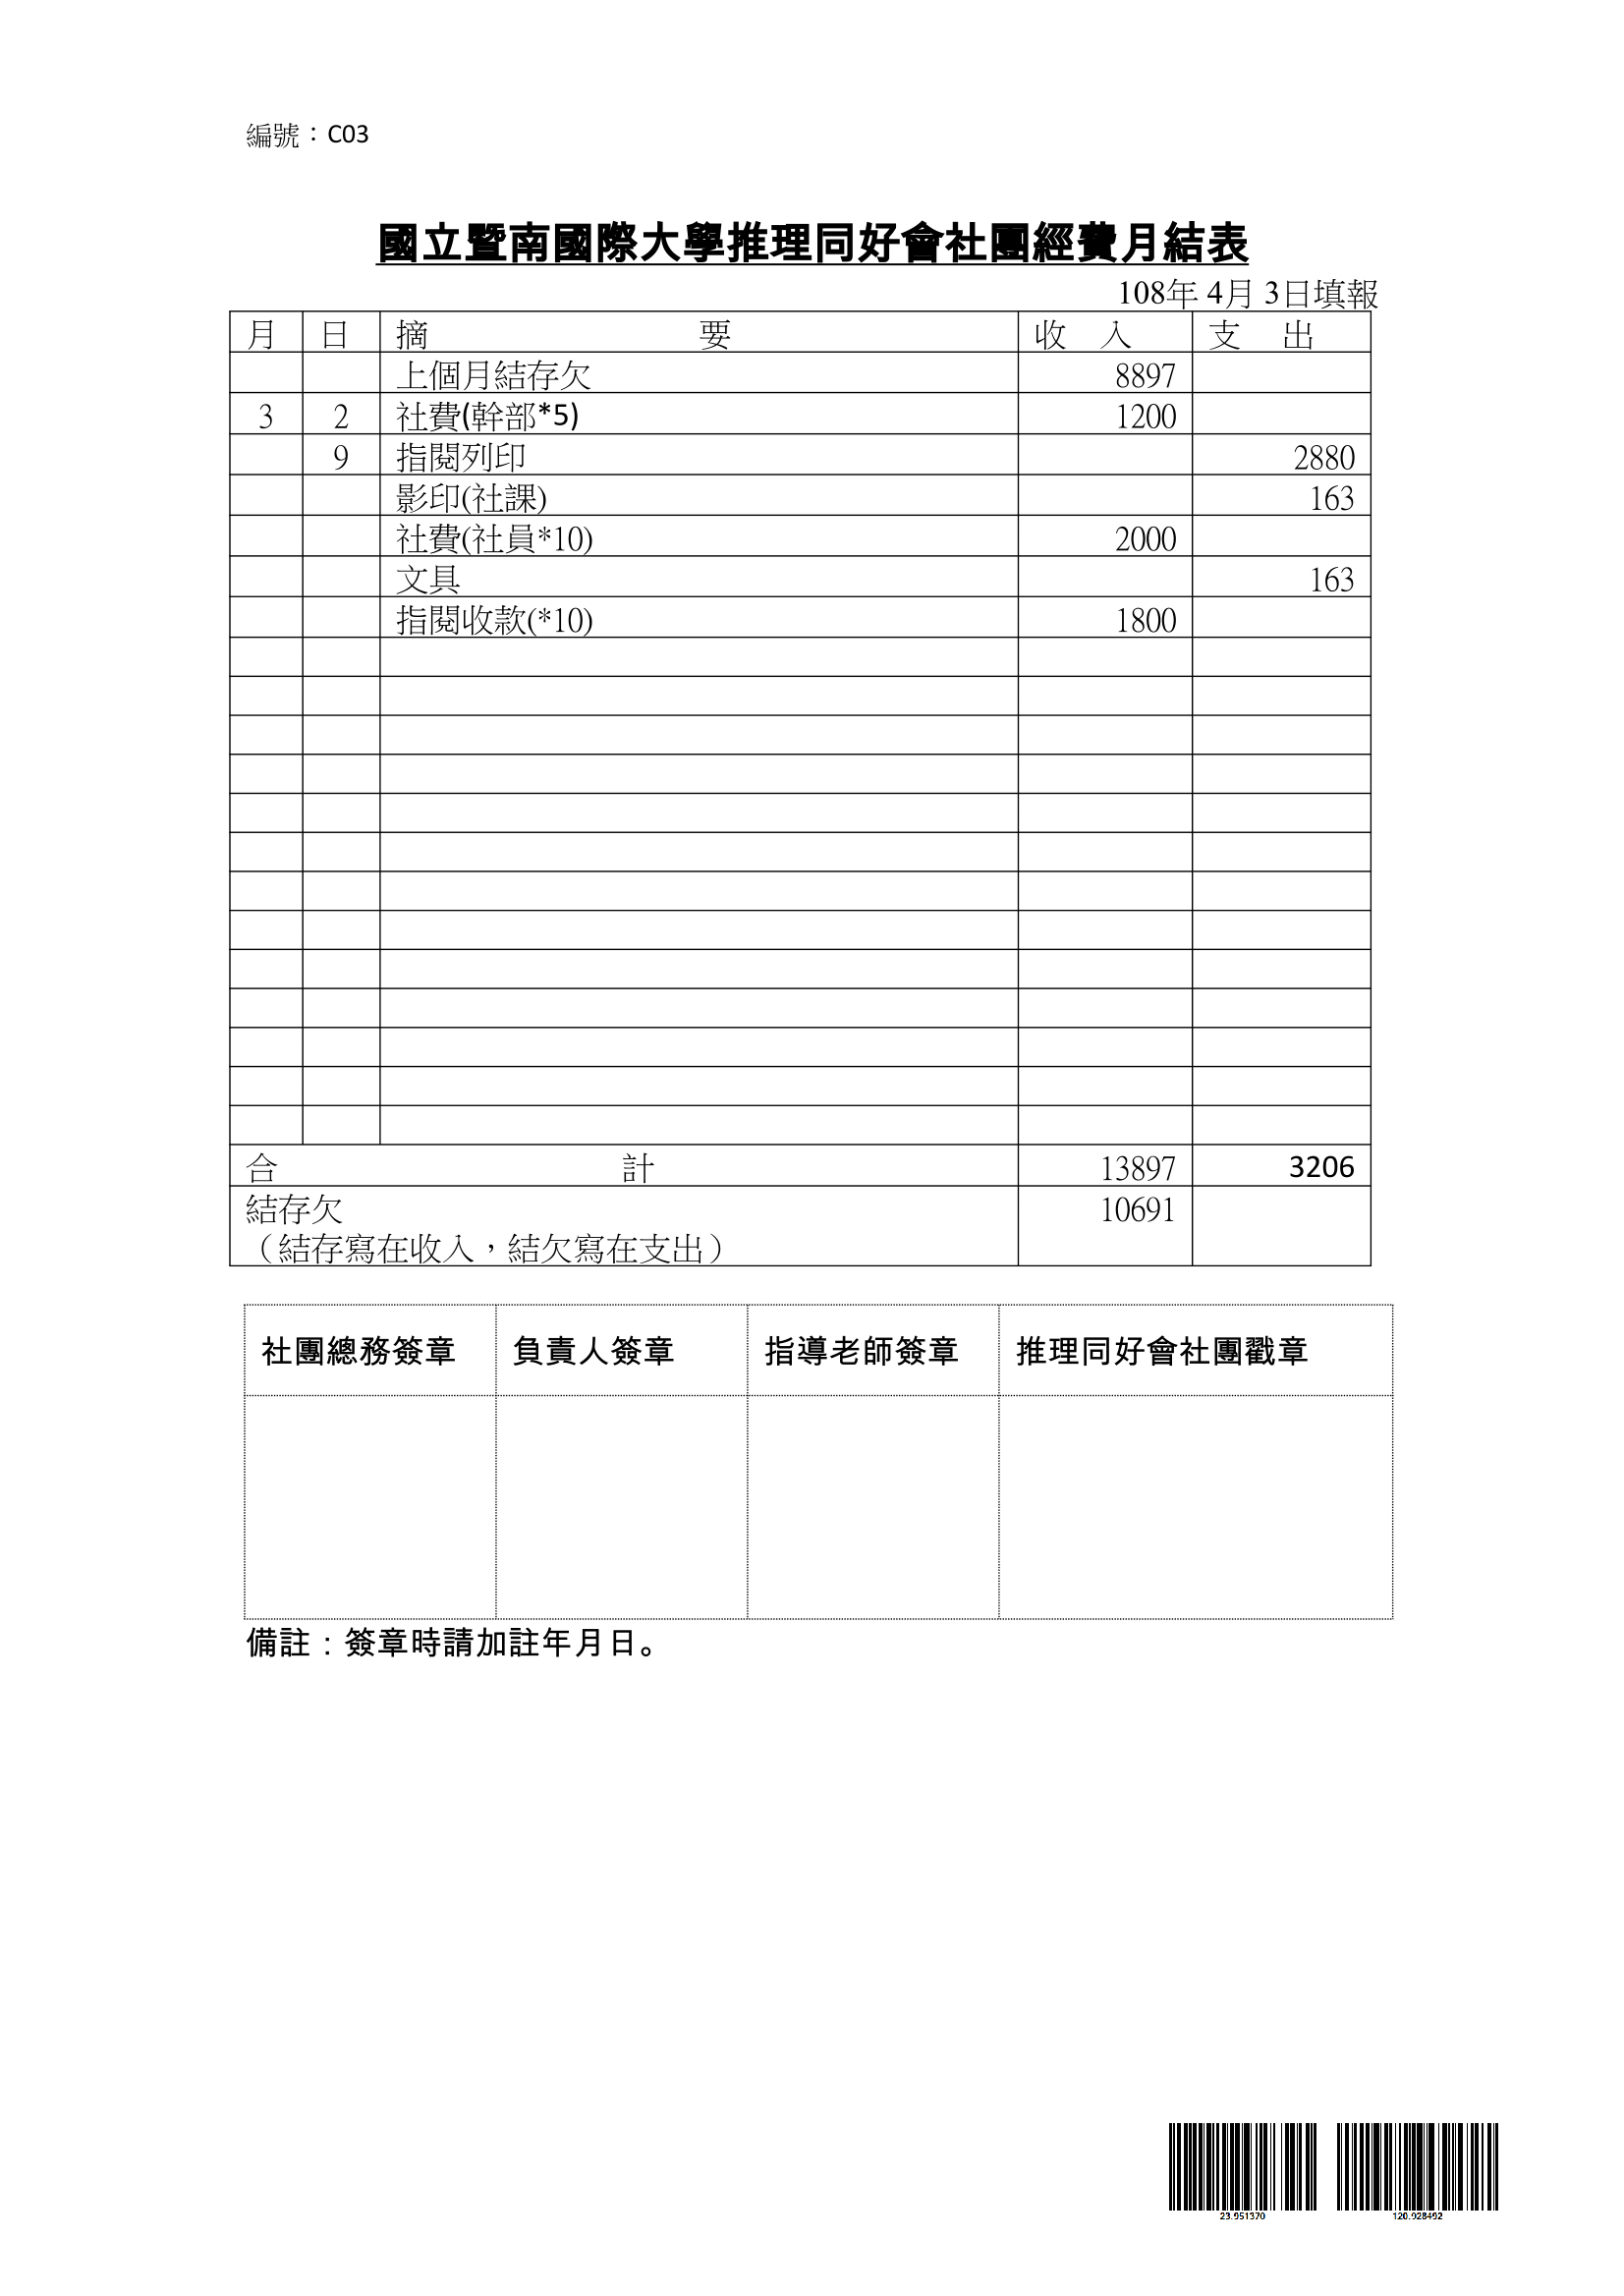 編號：C03
國立暨南國際大學推理同好會社團經費月結表
108年 4月 3日填報
月 日 摘 要 收 入 支 出
上個月結存欠 8897
3 2 社費(幹部*5) 1200
9 指閱列印 2880
影印(社課) 163
社費(社員*10) 2000
文具 163
指閱收款(*10) 1800
合 計 13897 3206
結存欠 10691
（結存寫在收入，結欠寫在支出）
社團總務簽章 負責人簽章 指導老師簽章 推理同好會社團戳章
備註：簽章時請加註年月日。
23.951370 120.928492